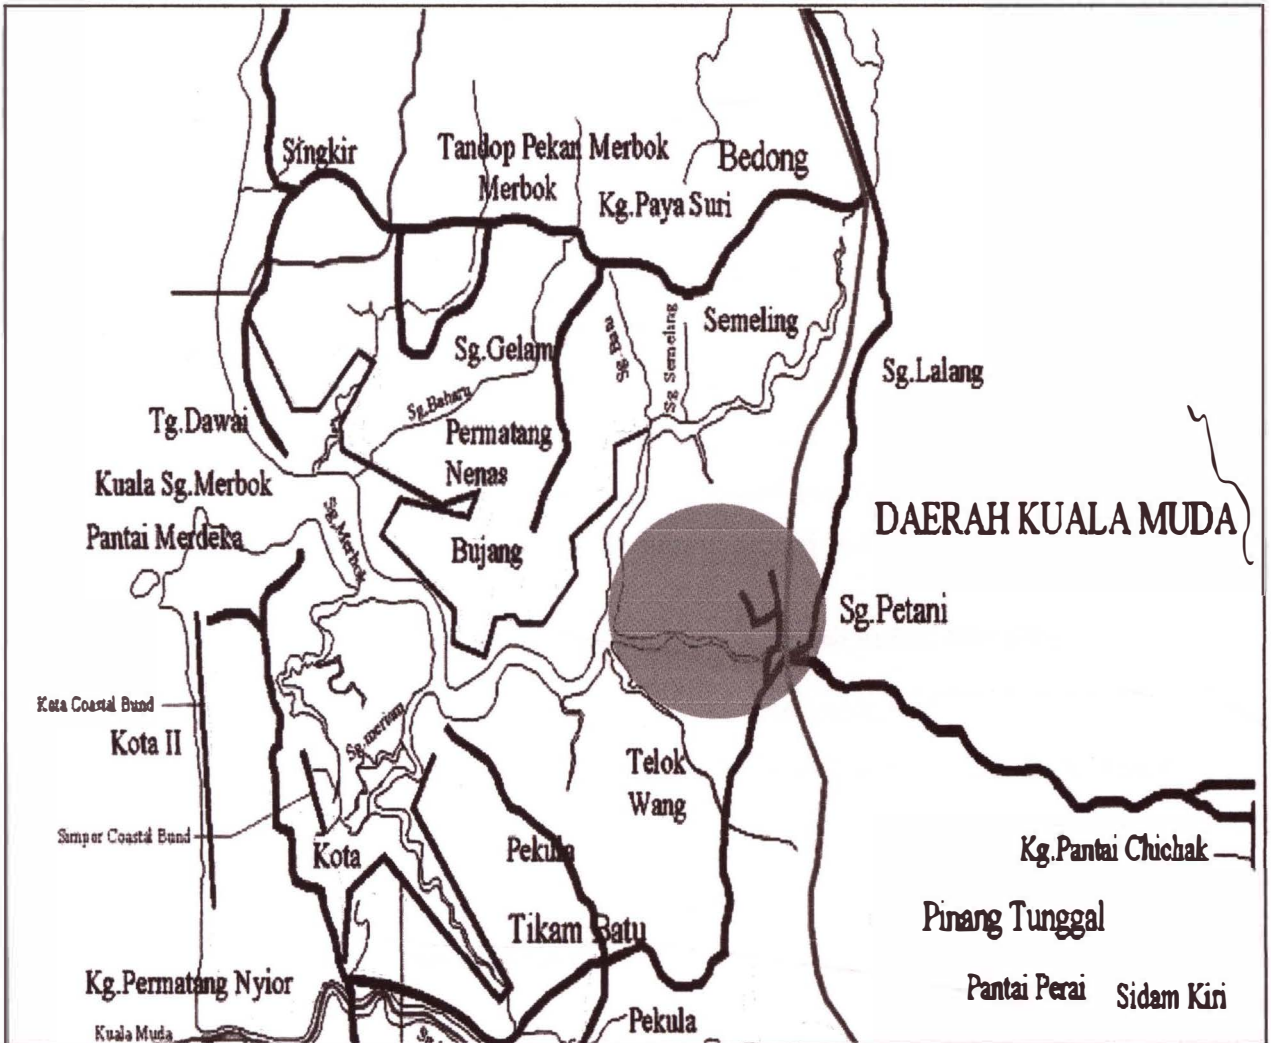 Singkir
Tandop Pekan Merbok
Merbok
Bedong
Kg.Paya Suri
Semeling
Sg.Gelam
Sg. Batu
Sg Semelang
Sg.Lalang
Sg.Baharu
Tg.Dawai
Permatang
Nenas
Kuala Sg.Merbok
Sg.Merbok
DAERAH KUALA MUDA
Pantai Merdeka
Bujang
Sg.Petani
Kota Coastal Bund
Kota II
Sg.merium
Telok
Wang
Simpor Coastal Bund
Kota
Pekula
Kg.Pantai Chichak
Pinang Tunggal
Tikam Batu
Kg.Permatang Nyior
Pantai Perai
Sidam Kiri
Pekula
Kuala Muda